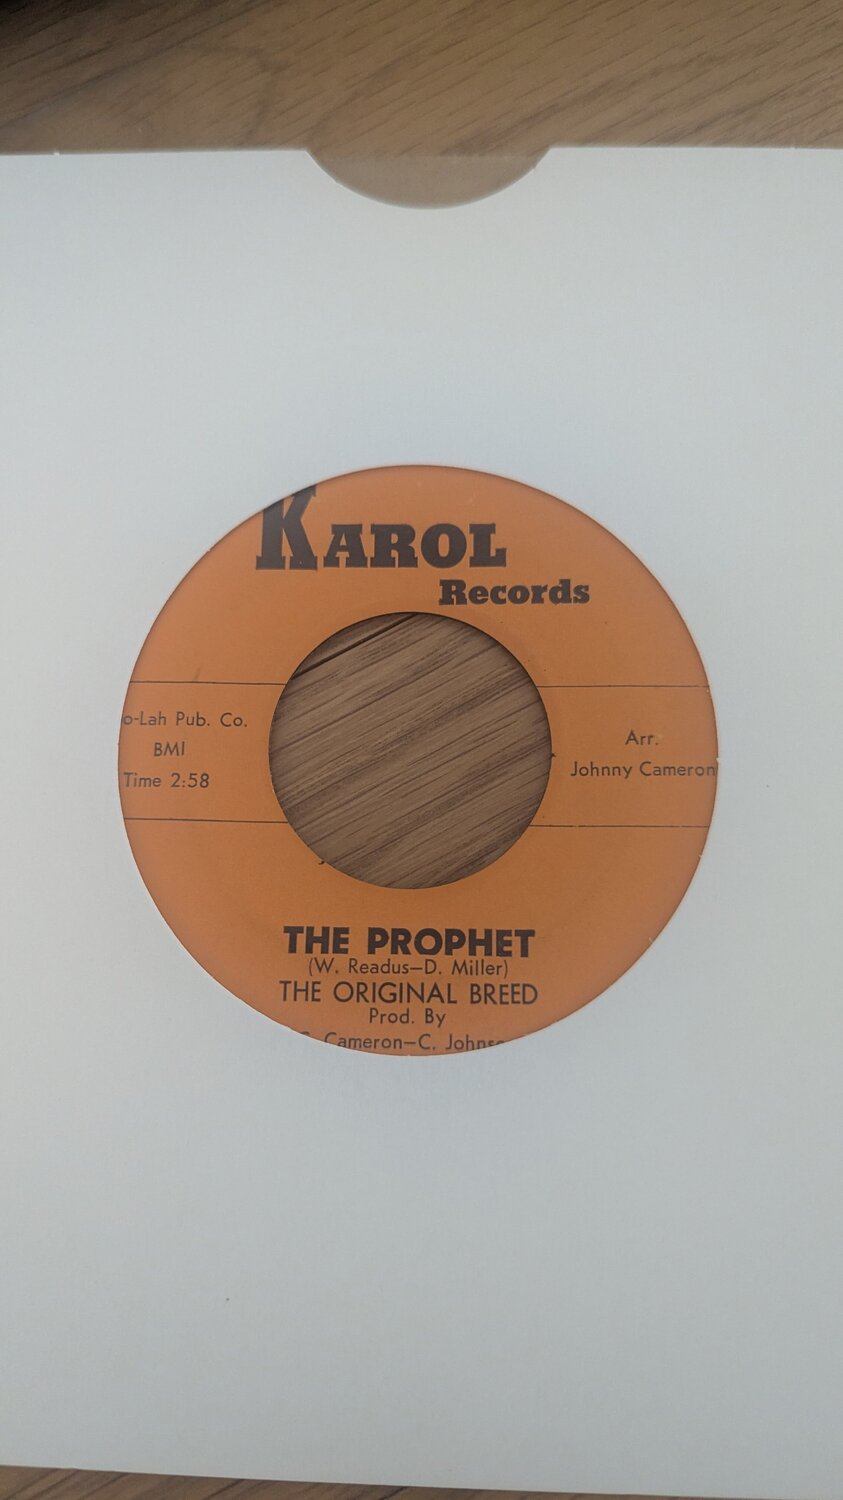 KAROL
Records
o-Lah Pub. Co.
BMI
Time 2:58
Arr.
Johnny Cameron
THE PROPHET
(W. Readus—D. Miller)
THE ORIGINAL BREED
Prod. By
Cameron—C.